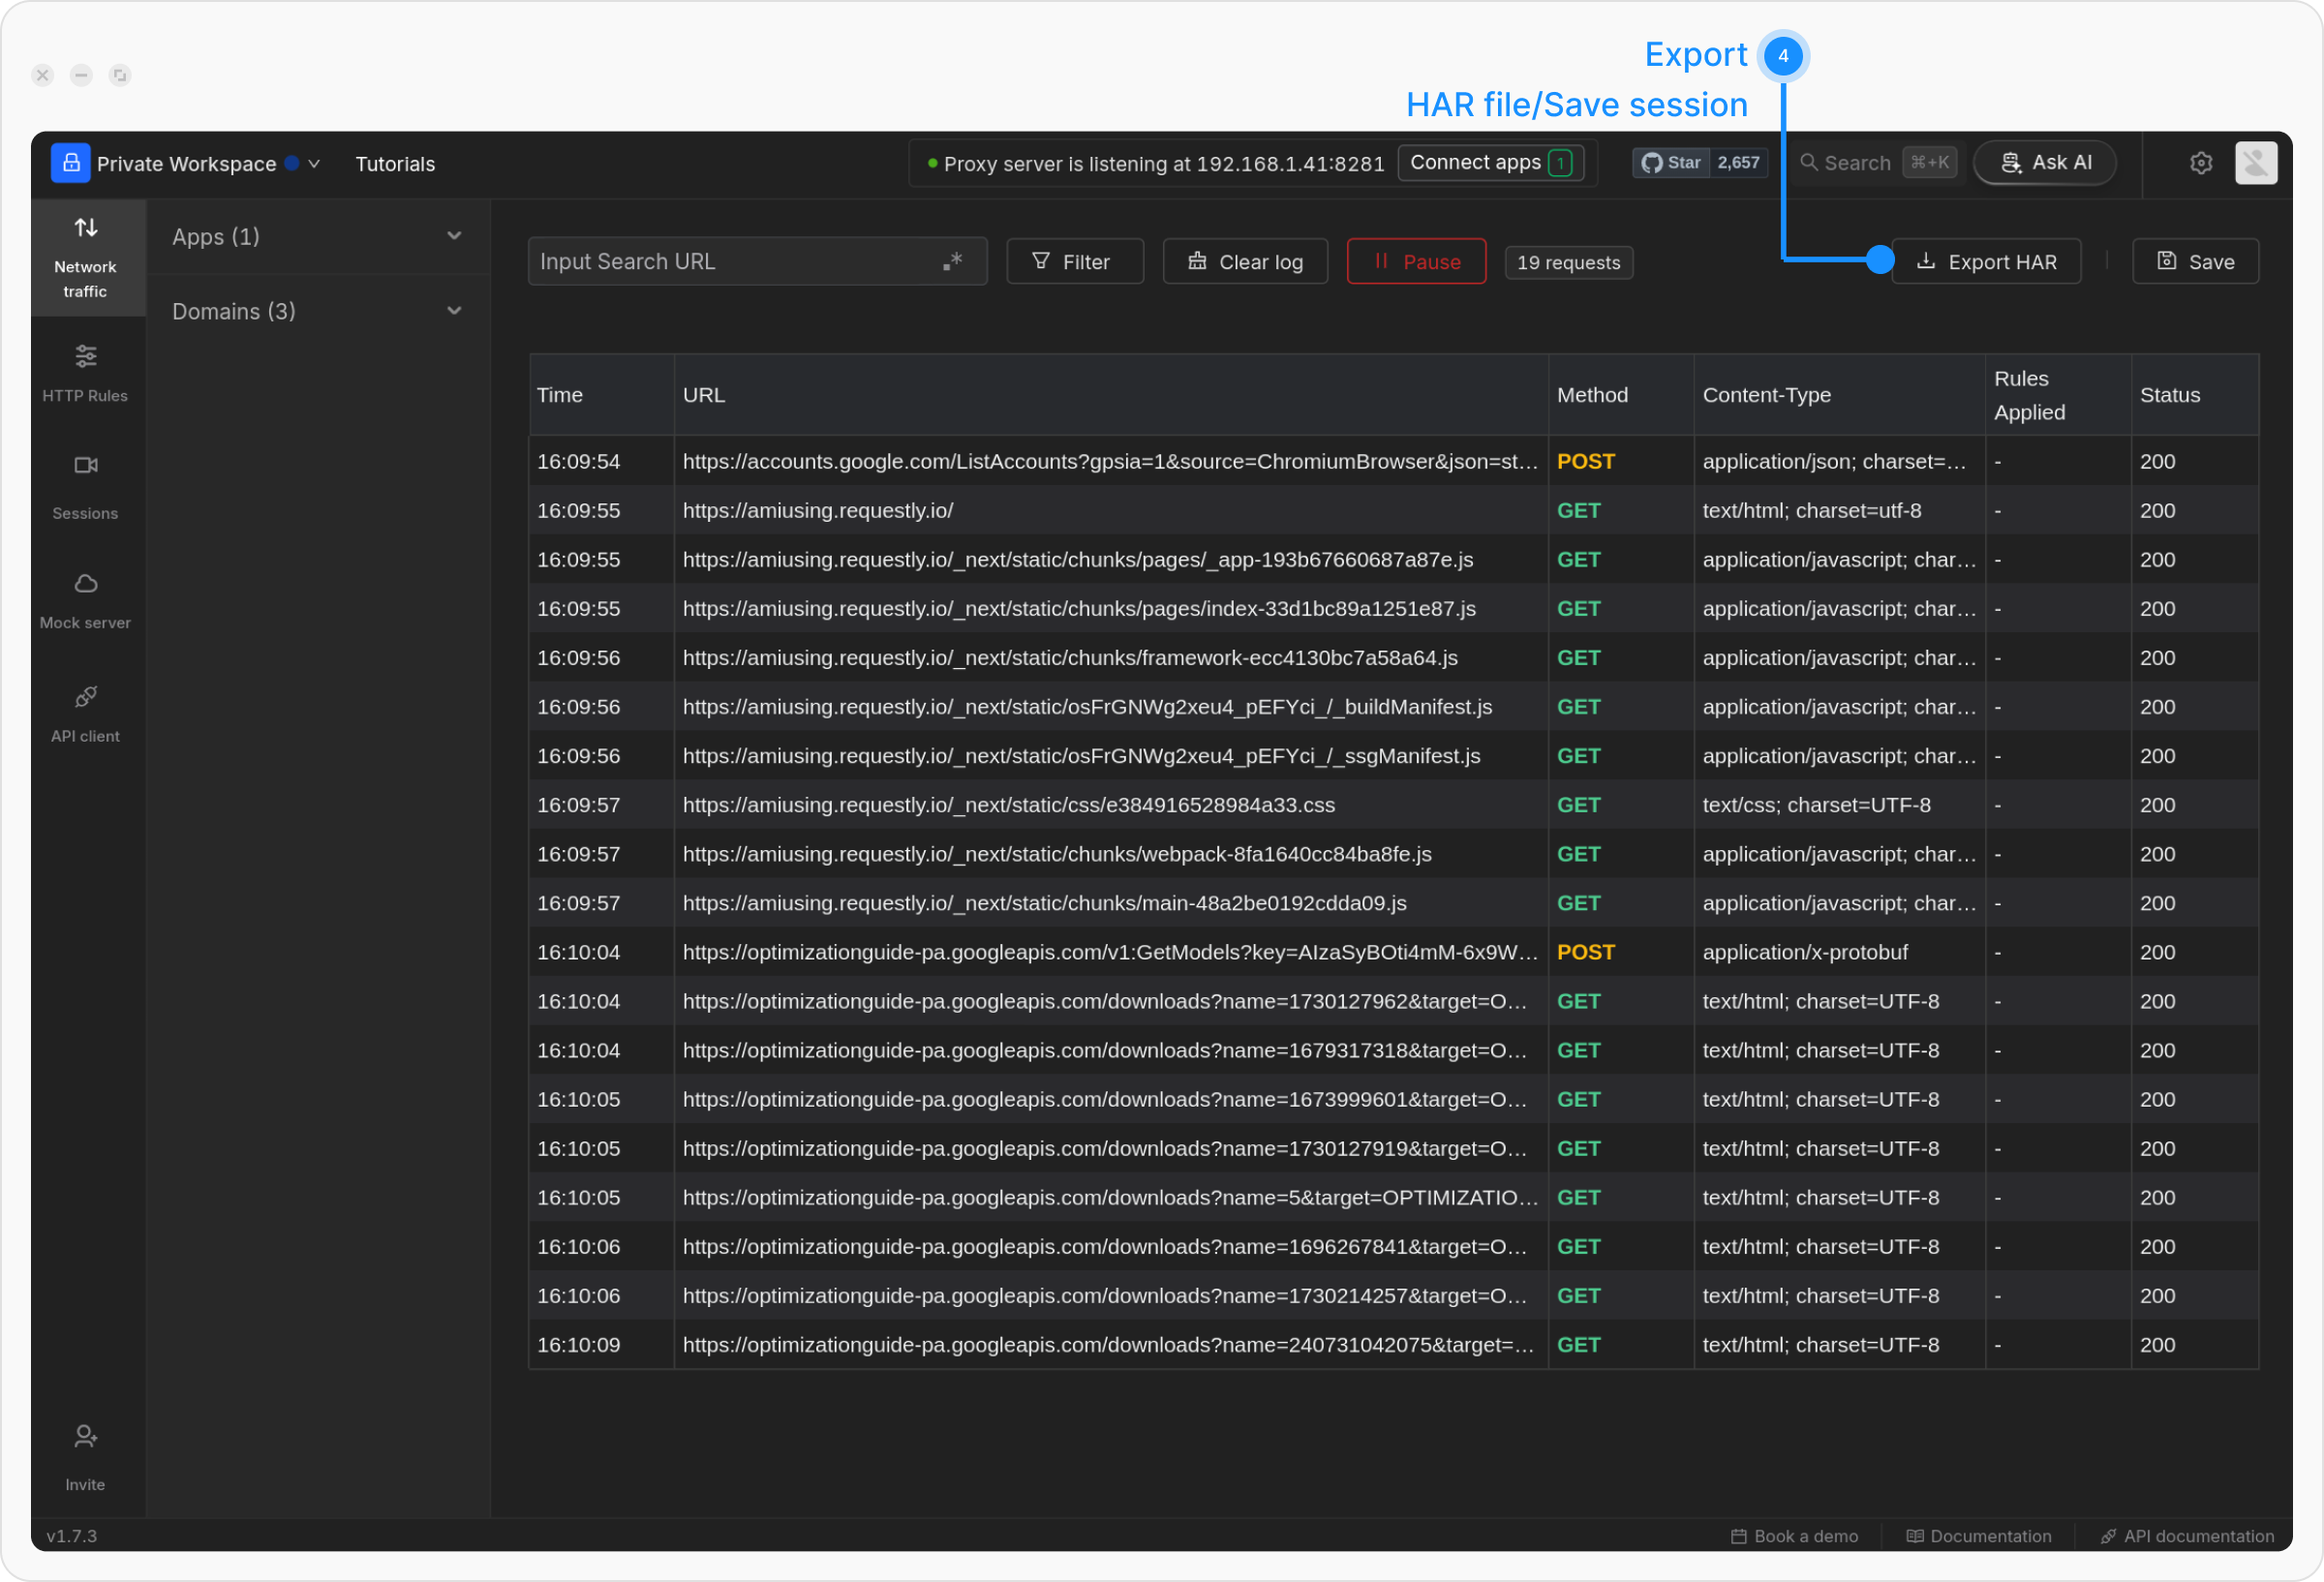 Export 4
HAR file/Save session
Private Workspace Tutorials Proxy server is listening at 192.168.1.41:8281 Connect apps 1 Star 2,657 Search ⌘+K Ask AI
Network
traffic
HTTP Rules
Sessions
Mock server
API client
Invite
Apps (1)
Domains (3)
Input Search URL .* Filter Clear log Pause 19 requests Export HAR Save
Time URL Method Content-Type Rules Applied Status
16:09:54 https://accounts.google.com/ListAccounts?gpsia=1&source=ChromiumBrowser&json=st... POST application/json; charset=... - 200
16:09:55 https://amiusing.requestly.io/ GET text/html; charset=utf-8 - 200
16:09:55 https://amiusing.requestly.io/_next/static/chunks/pages/_app-193b67660687a87e.js GET application/javascript; char... - 200
16:09:55 https://amiusing.requestly.io/_next/static/chunks/pages/index-33d1bc89a1251e87.js GET application/javascript; char... - 200
16:09:56 https://amiusing.requestly.io/_next/static/chunks/framework-ecc4130bc7a58a64.js GET application/javascript; char... - 200
16:09:56 https://amiusing.requestly.io/_next/static/osFrGNWg2xeu4_pEFYci_/_buildManifest.js GET application/javascript; char... - 200
16:09:56 https://amiusing.requestly.io/_next/static/osFrGNWg2xeu4_pEFYci_/_ssgManifest.js GET application/javascript; char... - 200
16:09:57 https://amiusing.requestly.io/_next/static/css/e384916528984a33.css GET text/css; charset=UTF-8 - 200
16:09:57 https://amiusing.requestly.io/_next/static/chunks/webpack-8fa1640cc84ba8fe.js GET application/javascript; char... - 200
16:09:57 https://amiusing.requestly.io/_next/static/chunks/main-48a2be0192cdda09.js GET application/javascript; char... - 200
16:10:04 https://optimizationguide-pa.googleapis.com/v1:GetModels?key=AIzaSyBOti4mM-6x9W... POST application/x-protobuf - 200
16:10:04 https://optimizationguide-pa.googleapis.com/downloads?name=1730127962&target=O... GET text/html; charset=UTF-8 - 200
16:10:04 https://optimizationguide-pa.googleapis.com/downloads?name=1679317318&target=O... GET text/html; charset=UTF-8 - 200
16:10:05 https://optimizationguide-pa.googleapis.com/downloads?name=1673999601&target=O... GET text/html; charset=UTF-8 - 200
16:10:05 https://optimizationguide-pa.googleapis.com/downloads?name=1730127919&target=O... GET text/html; charset=UTF-8 - 200
16:10:05 https://optimizationguide-pa.googleapis.com/downloads?name=5&target=OPTIMIZATIO... GET text/html; charset=UTF-8 - 200
16:10:06 https://optimizationguide-pa.googleapis.com/downloads?name=1696267841&target=O... GET text/html; charset=UTF-8 - 200
16:10:06 https://optimizationguide-pa.googleapis.com/downloads?name=1730214257&target=O... GET text/html; charset=UTF-8 - 200
16:10:09 https://optimizationguide-pa.googleapis.com/downloads?name=240731042075&target=... GET text/html; charset=UTF-8 - 200
v1.7.3 Book a demo Documentation API documentation